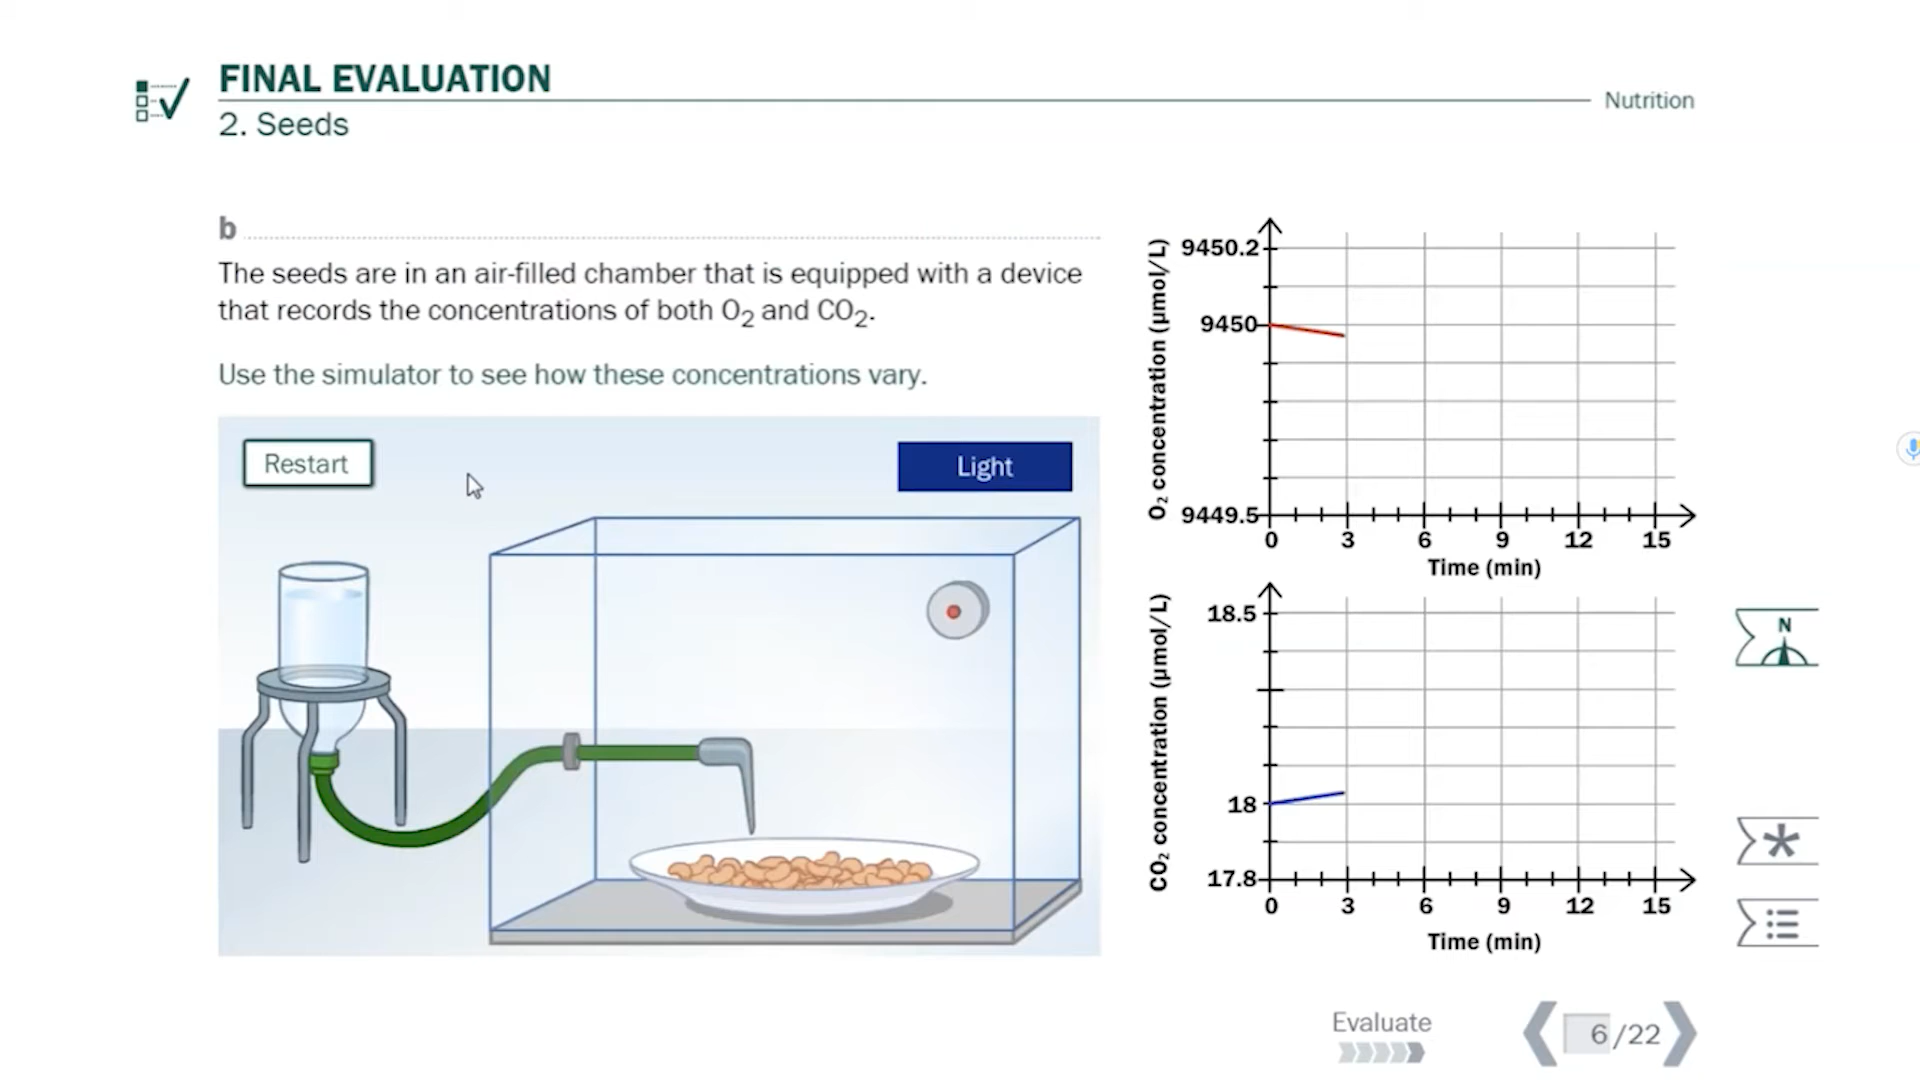 FINAL EVALUATION
Nutrition
2. Seeds
b
The seeds are in an air-filled chamber that is equipped with a device
that records the concentrations of both O₂ and CO₂.
Use the simulator to see how these concentrations vary.
Restart
Light
O₂ concentration (µmol/L)
9450.2
9450
9449.5
0 3 6 9 12 15
Time (min)
CO₂ concentration (µmol/L)
18.5
18
17.8
0 3 6 9 12 15
Time (min)
N
Evaluate
6 /22